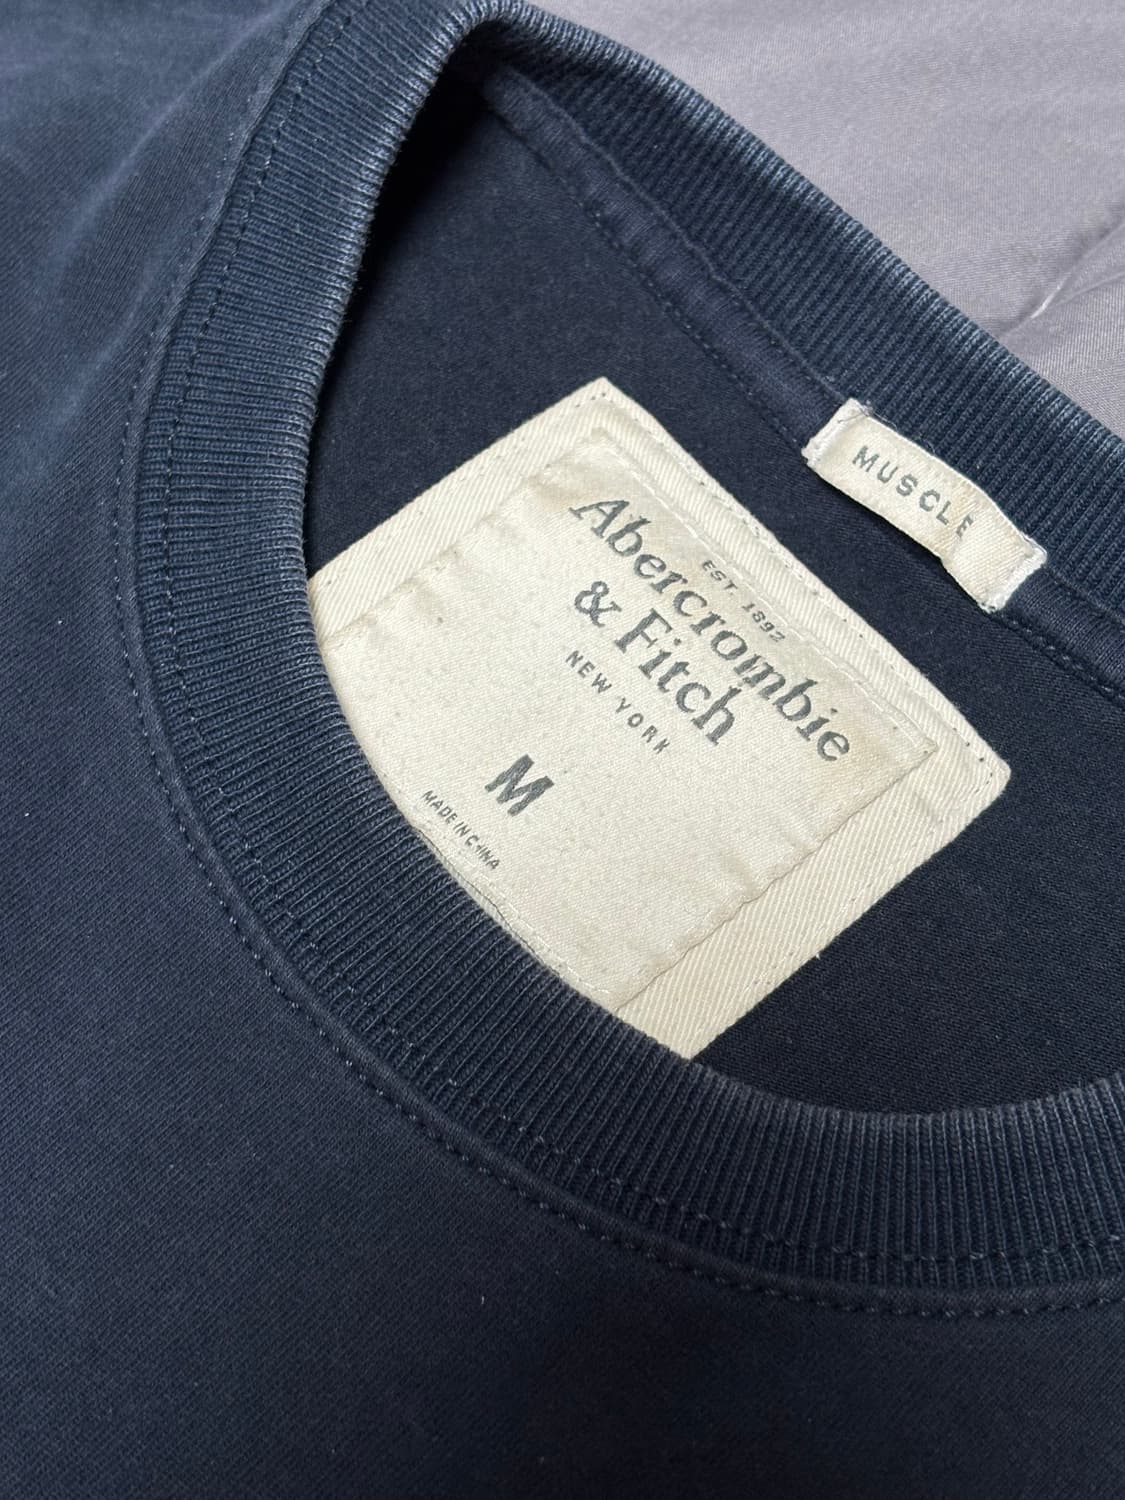 MUSCLE
EST. 1892
Abercrombie
& Fitch
NEW YORK
M
MADE IN CHINA